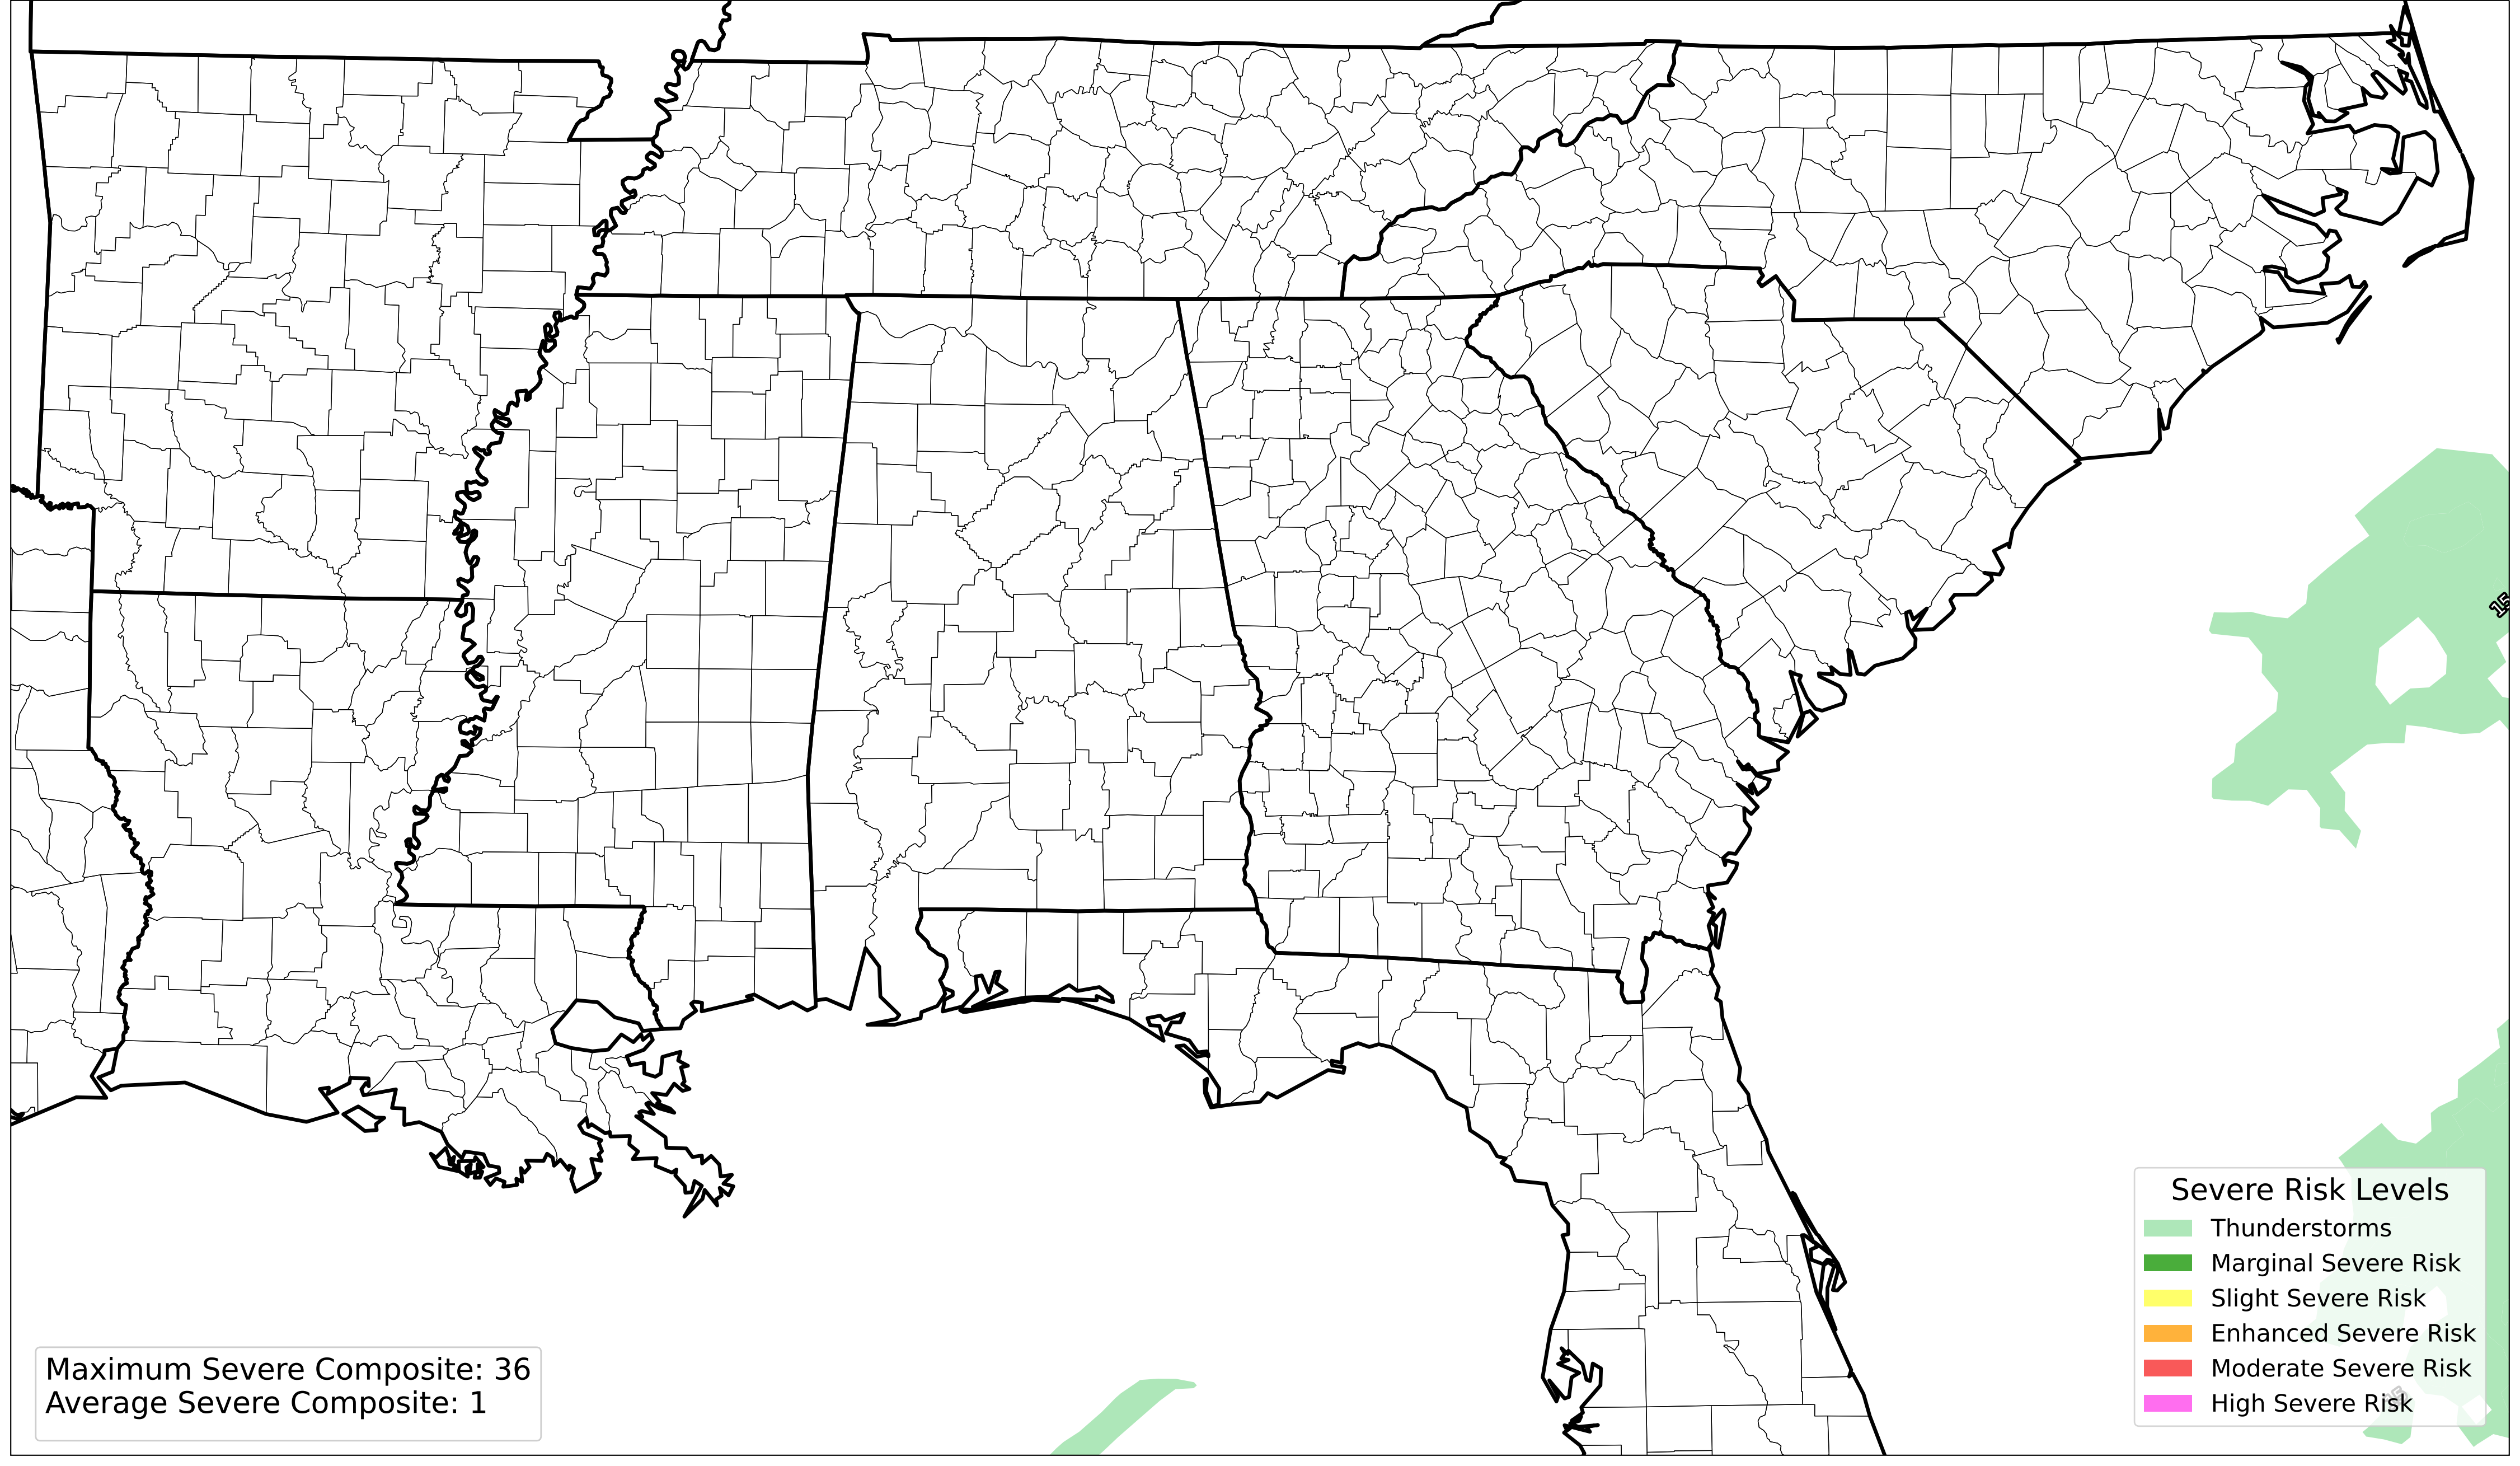 15
Severe Risk Levels
Thunderstorms
Marginal Severe Risk
Slight Severe Risk
Enhanced Severe Risk
Moderate Severe Risk
High Severe Risk
Maximum Severe Composite: 36
Average Severe Composite: 1